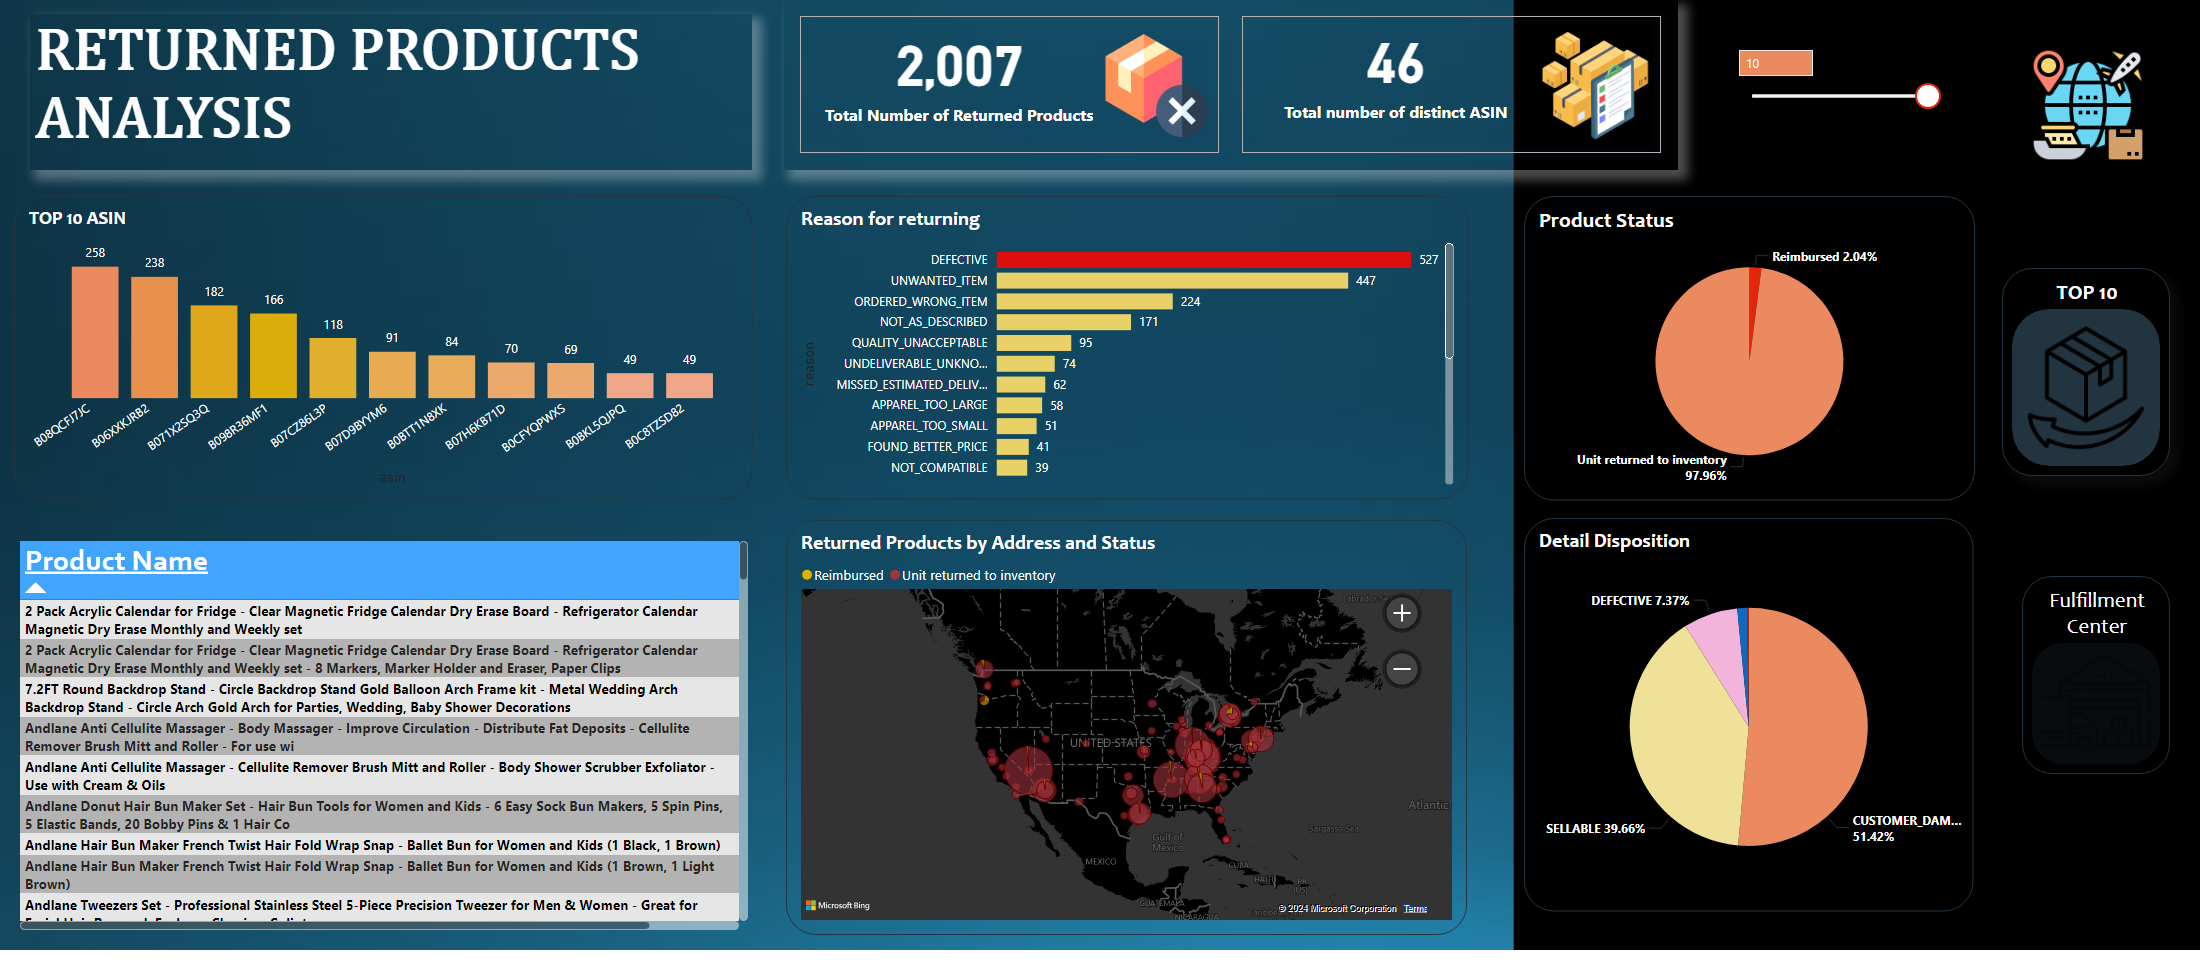 RETURNED PRODUCTS
ANALYSIS
2,007
Total Number of Returned Products
46
Total number of distinct ASIN
10
TOP 10 ASIN
258
238
182
166
118
91
84
70
69
49
49
B08QCFJ7JC
B06XXKJRB2
B071X2SQ3Q
B098R36MF1
B07CZ86L3P
B07D9BYYM6
B0BTT1N8XK
B07H6KB71D
B0CFYQPWXS
B0BKL5QJPQ
B0C8TZSD82
asin
Reason for returning
reason
DEFECTIVE 527
UNWANTED_ITEM 447
ORDERED_WRONG_ITEM 224
NOT_AS_DESCRIBED 171
QUALITY_UNACCEPTABLE 95
UNDELIVERABLE_UNKNO... 74
MISSED_ESTIMATED_DELIV... 62
APPAREL_TOO_LARGE 58
APPAREL_TOO_SMALL 51
FOUND_BETTER_PRICE 41
NOT_COMPATIBLE 39
Product Status
Reimbursed 2.04%
Unit returned to inventory
97.96%
TOP 10
Product Name
2 Pack Acrylic Calendar for Fridge - Clear Magnetic Fridge Calendar Dry Erase Board - Refrigerator Calendar
Magnetic Dry Erase Monthly and Weekly set
2 Pack Acrylic Calendar for Fridge - Clear Magnetic Fridge Calendar Dry Erase Board - Refrigerator Calendar
Magnetic Dry Erase Monthly and Weekly set - 8 Markers, Marker Holder and Eraser, Paper Clips
7.2FT Round Backdrop Stand - Circle Backdrop Stand Gold Balloon Arch Frame kit - Metal Wedding Arch
Backdrop Stand - Circle Arch Gold Arch for Parties, Wedding, Baby Shower Decorations
Andlane Anti Cellulite Massager - Body Massager - Improve Circulation - Distribute Fat Deposits - Cellulite
Remover Brush Mitt and Roller - For use wi
Andlane Anti Cellulite Massager - Cellulite Remover Brush Mitt and Roller - Body Shower Scrubber Exfoliator -
Use with Cream & Oils
Andlane Donut Hair Bun Maker Set - Hair Bun Tools for Women and Kids - 6 Easy Sock Bun Makers, 5 Spin Pins,
5 Elastic Bands, 20 Bobby Pins & 1 Hair Co
Andlane Hair Bun Maker French Twist Hair Fold Wrap Snap - Ballet Bun for Women and Kids (1 Black, 1 Brown)
Andlane Hair Bun Maker French Twist Hair Fold Wrap Snap - Ballet Bun for Women and Kids (1 Brown, 1 Light
Brown)
Andlane Tweezers Set - Professional Stainless Steel 5-Piece Precision Tweezer for Men & Women - Great for
Returned Products by Address and Status
Reimbursed Unit returned to inventory
Labrador Sea
UNITED STATES
Atlantic
Sargasso Sea
Gulf of
Mexico
MEXICO
CUBA
HAITI
PR
(US)
GUATEMALA
NICARAGUA
Microsoft Bing
© 2024 Microsoft Corporation Terms
Detail Disposition
DEFECTIVE 7.37%
SELLABLE 39.66%
CUSTOMER_DAM...
51.42%
Fulfillment
Center